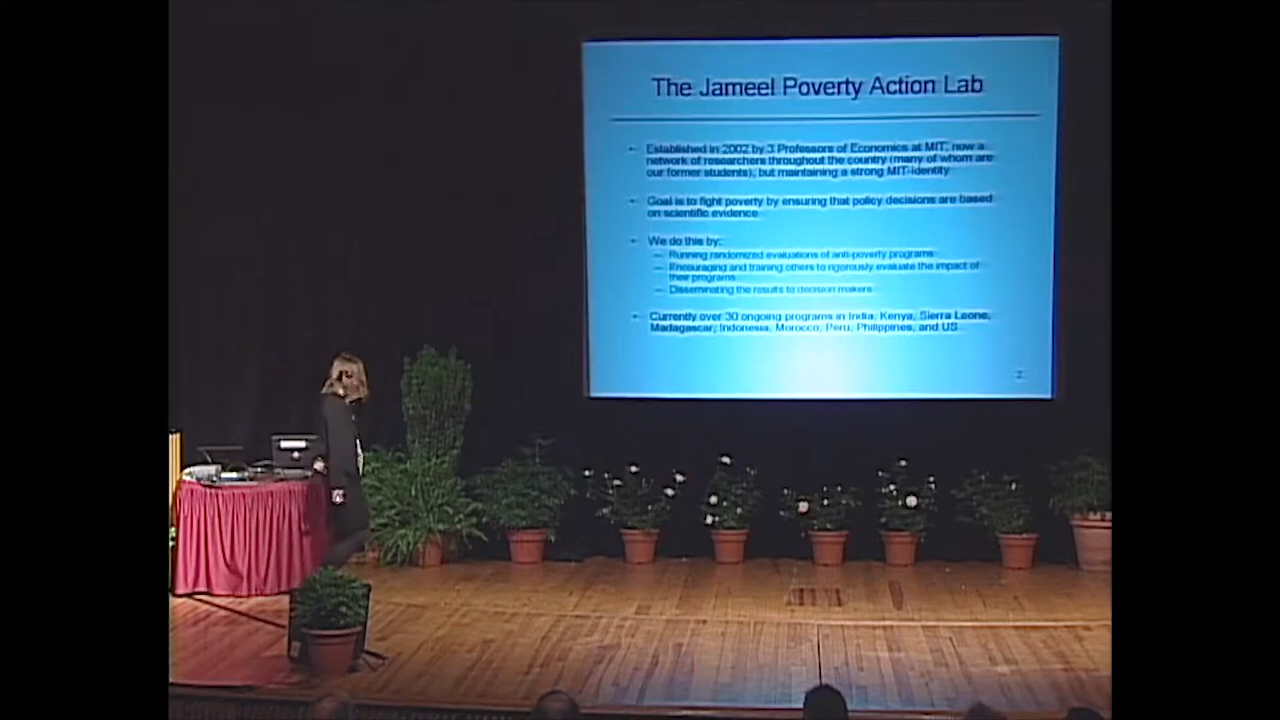 The Jameel Poverty Action Lab
Established in 2002 by 3 Professors of Economics at MIT, now a
network of researchers throughout the country (many of whom are
our former students), but maintaining a strong MIT-identity
Goal is to fight poverty by ensuring that policy decisions are based
on scientific evidence
We do this by:
– Running randomized evaluations of anti-poverty programs
– Encouraging and training others to rigorously evaluate the impact of
their programs
– Disseminating the results to decision makers
Currently over 30 ongoing programs in India, Kenya, Sierra Leone,
Madagascar, Indonesia, Morocco, Peru, Philippines, and US
2